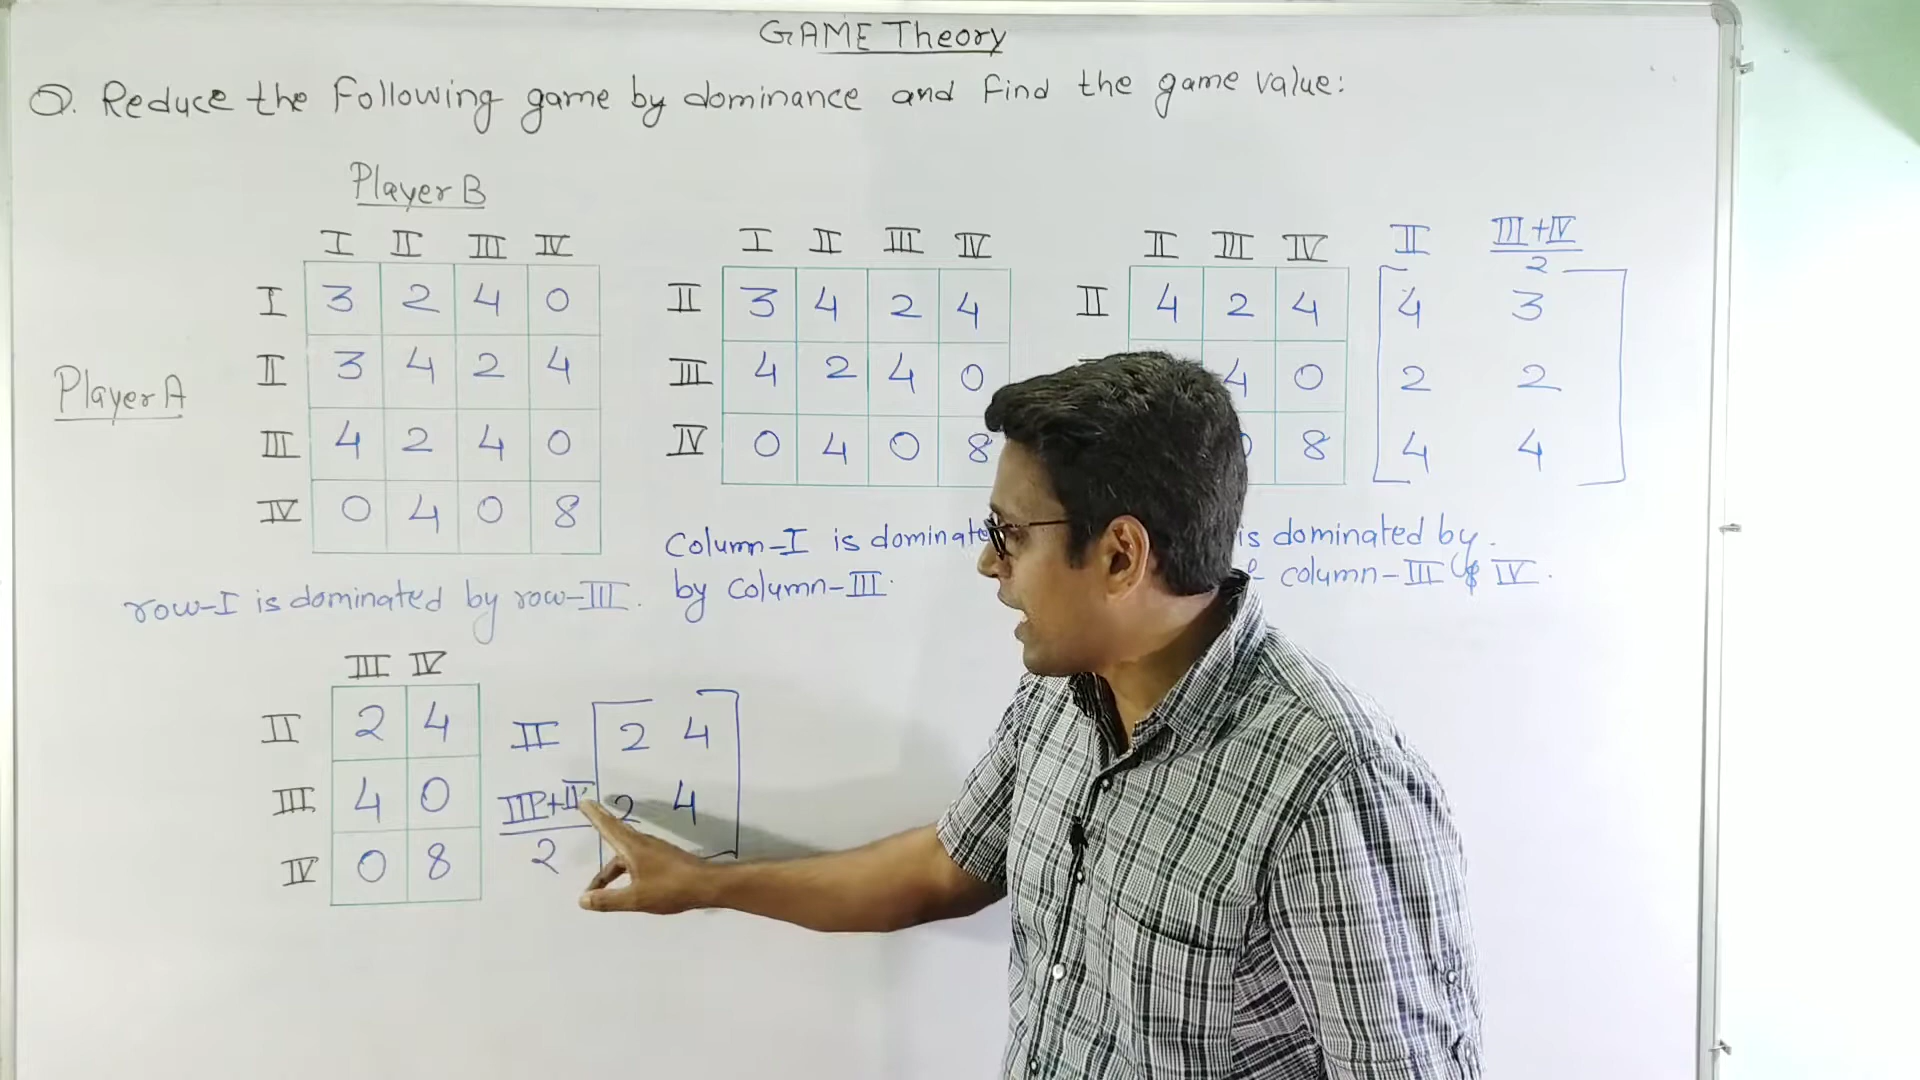 GAME Theory
Q. Reduce the Following game by dominance and find the game value:
Player B
I II III IV
I 3 2 4 0
II 3 4 2 4
III 4 2 4 0
IV 0 4 0 8
Player A
row-I is dominated by row-III.
I II III IV
II 3 4 2 4
III 4 2 4 0
IV 0 4 0 8
Column-I is dominate
by column-III.
II III IV
II 4 2 4
4 0
8
II III+IV
2
4 3
2 2
4 4
is dominated by.
column-III & IV.
III IV
II 2 4
III 4 0
IV 0 8
II 2 4
III+IV 2 4
2